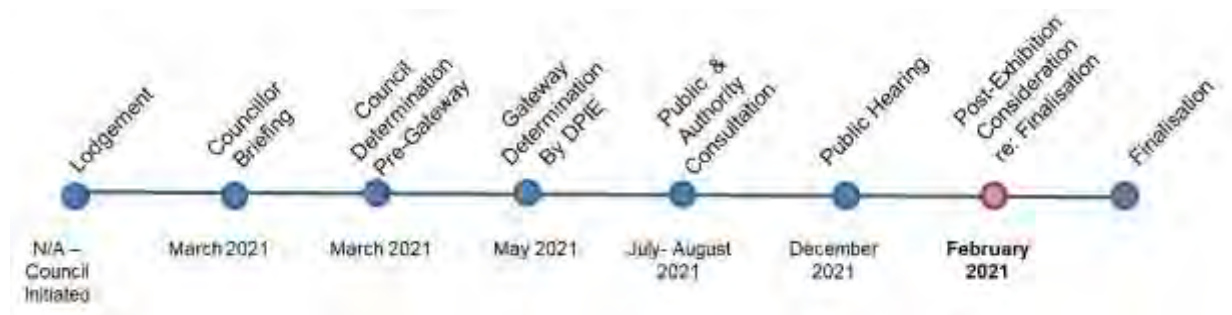 Lodgement
Councillor
Briefing
Council
Determination
Pre-Gateway
Gateway
Determination
By DPIE
Public &
Authority
Consultation
Public Hearing
Post-Exhibition
Consideration
re: Finalisation
Finalisation
N/A –
Council
Initiated
March 2021
March 2021
May 2021
July- August
2021
December
2021
February
2021